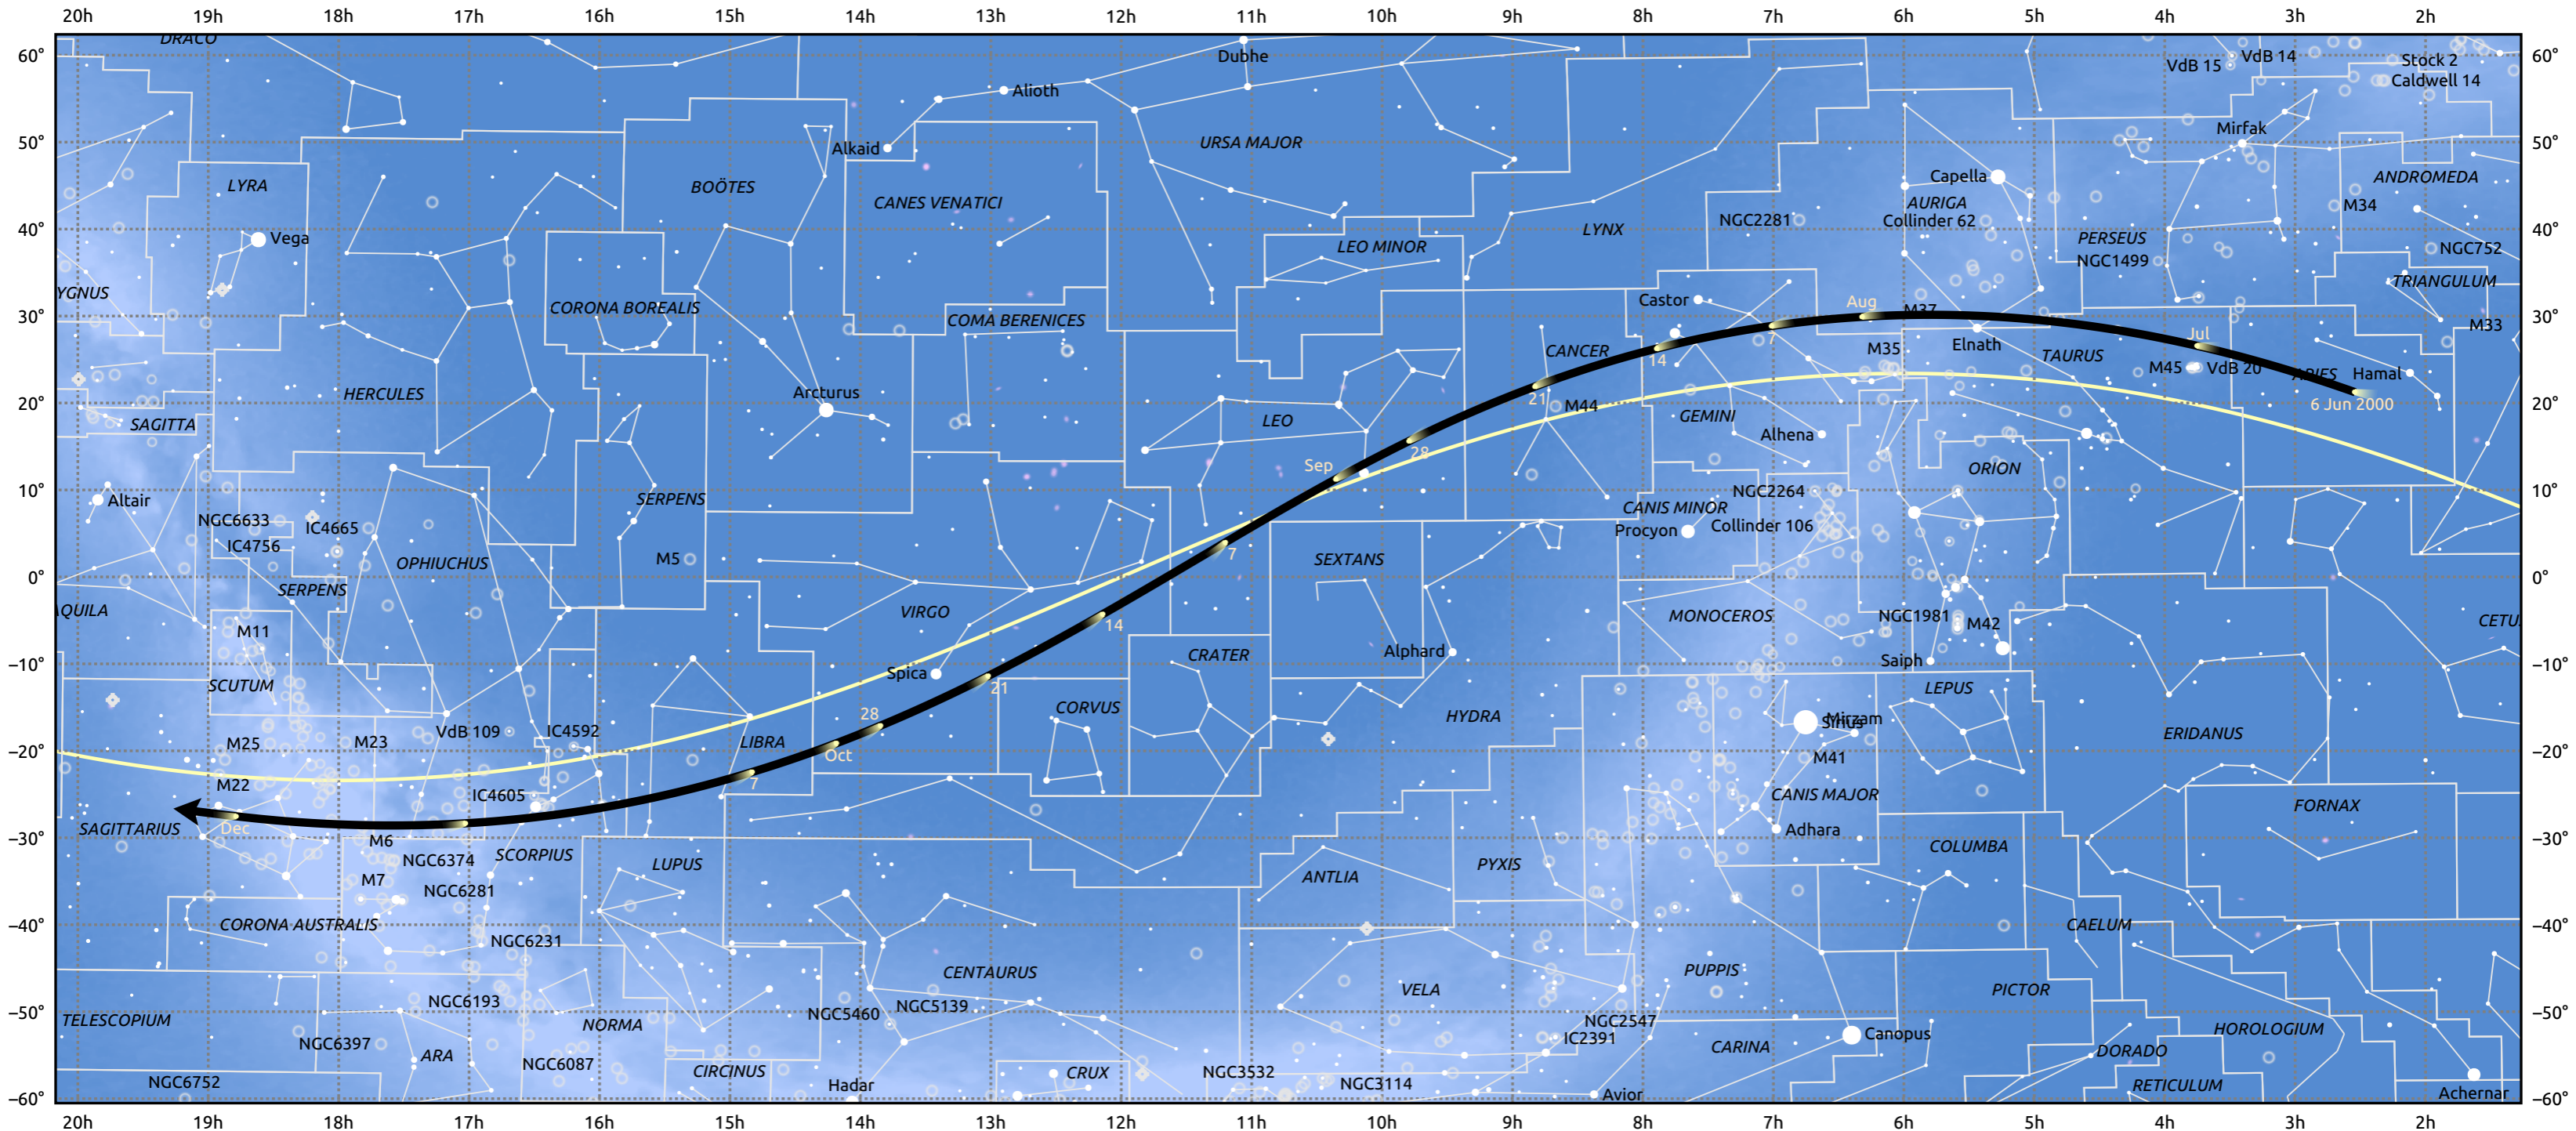 20h 19h 18h 17h 16h 15h 14h 13h 12h 11h 10h 9h 8h 7h 6h 5h 4h 3h 2h
DRACO
60° Dubhe VdB 14 60°
VdB 15 Stock 2
Alioth Caldwell 14
50° Alkaid URSA MAJOR Mirfak 50°
LYRA BOÖTES CANES VENATICI Capella ANDROMEDA
AURIGA M34
NGC2281 Collinder 62
40° Vega LEO MINOR LYNX PERSEUS 40°
NGC752
NGC1499
YGNUS CORONA BOREALIS Castor Aug TRIANGULUM
M37
30° COMA BERENICES 7 Jul M33 30°
CANCER 14 M35 Elnath TAURUS
M45 VdB 20 ARIES Hamal
HERCULES Arcturus 21 M44
20° 6 Jun 2000 20°
SAGITTA LEO GEMINI
Alhena
28
Sep ORION
10° Altair SERPENS NGC2264 10°
CANIS MINOR
NGC6633 IC4665 Procyon Collinder 106
IC4756 OPHIUCHUS M5 7 SEXTANS
0° SERPENS 0°
AQUILA VIRGO MONOCEROS NGC1981 M42 CETU
M11 14
−10° Spica CRATER Alphard Saiph −10°
SCUTUM 21 LEPUS
CORVUS
28 HYDRA Mirzam
Sirius
VdB 109 IC4592
M25 M23 LIBRA ERIDANUS
−20° Oct M41 −20°
M22 7
IC4605 CANIS MAJOR FORNAX
SAGITTARIUS Dec Adhara
−30° M6 COLUMBA −30°
NGC6374 SCORPIUS LUPUS PYXIS
M7 ANTLIA
NGC6281
−40° CORONA AUSTRALIS CAELUM −40°
NGC6231
CENTAURUS PUPPIS
NGC6193 NGC5460 NGC5139 VELA PICTOR
−50° TELESCOPIUM NORMA NGC2547 HOROLOGIUM −50°
NGC6397 IC2391 Canopus
ARA CARINA DORADO
NGC6087 CIRCINUS CRUX NGC3532
NGC6752 Hadar NGC3114 RETICULUM
−60° Avior Achernar −60°
20h 19h 18h 17h 16h 15h 14h 13h 12h 11h 10h 9h 8h 7h 6h 5h 4h 3h 2h